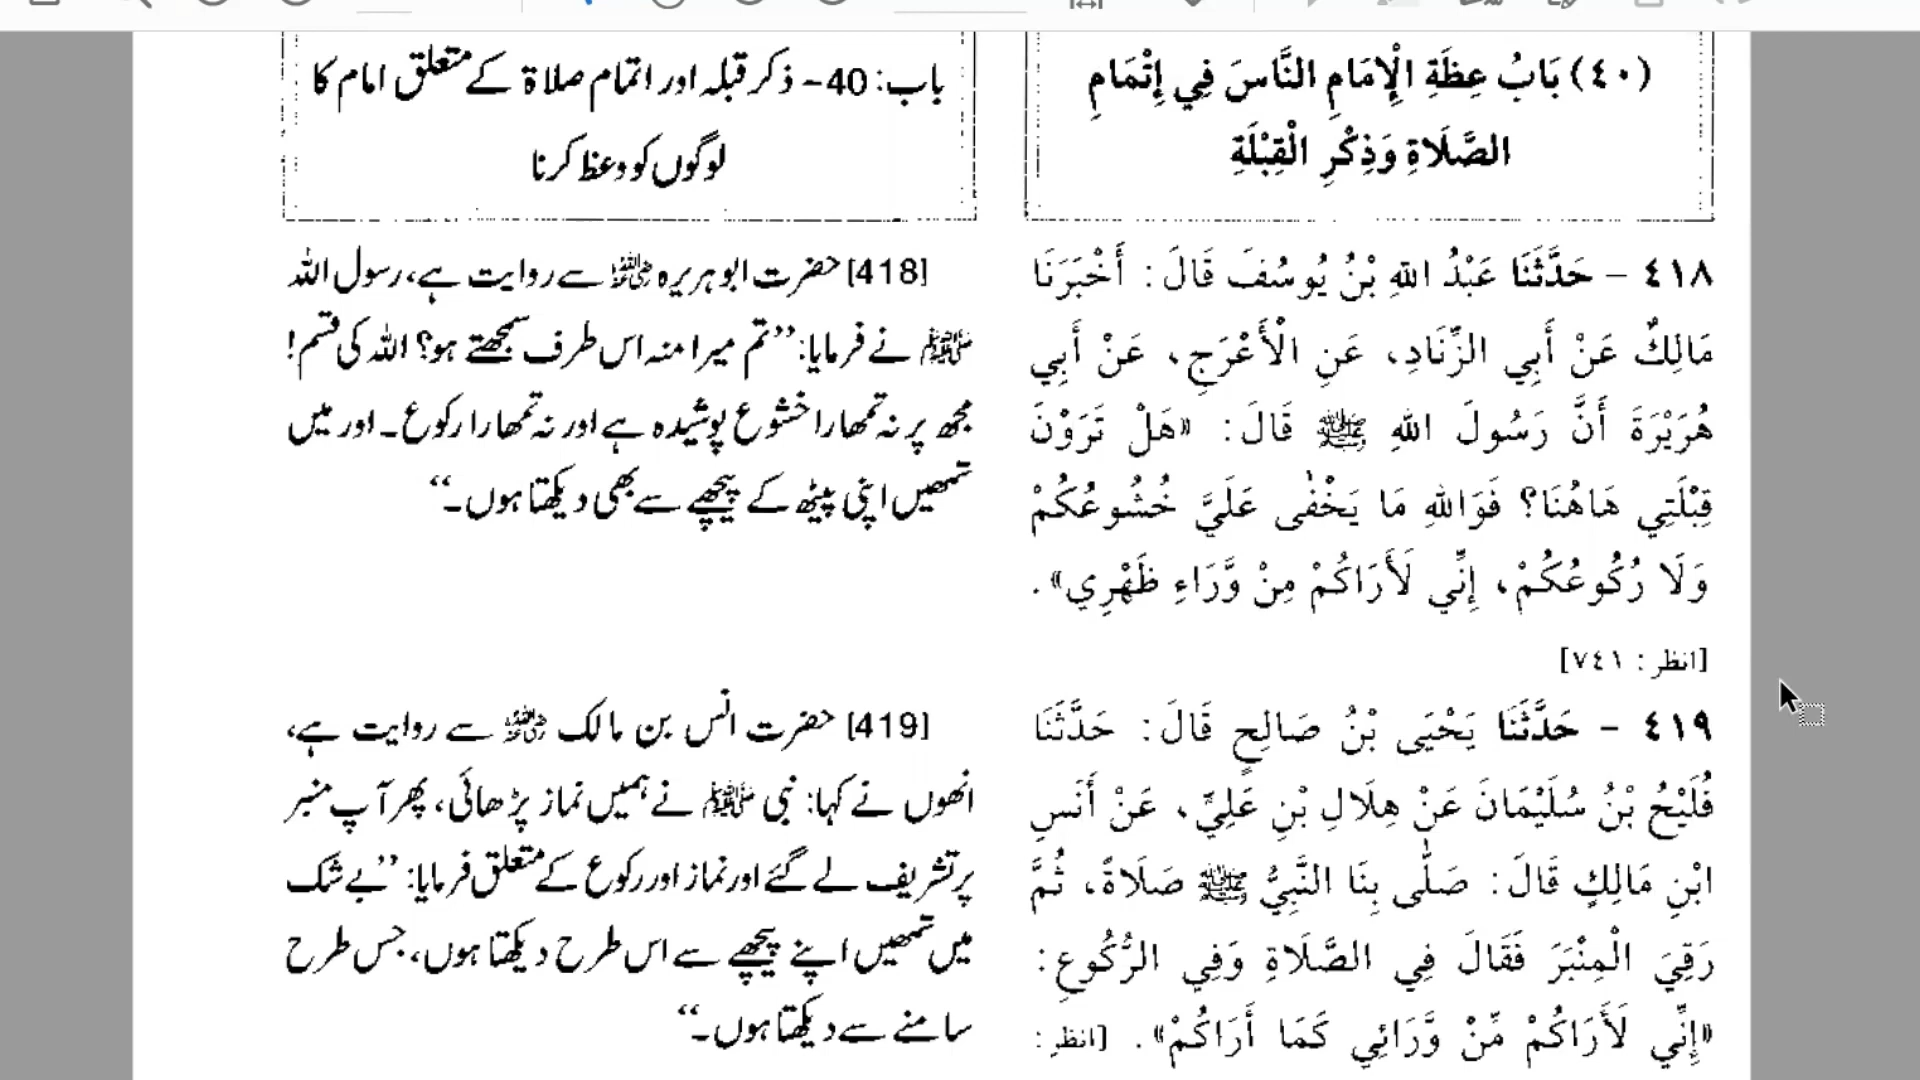 (٤٠) بَابُ عِظَةِ الْإِمَامِ النَّاسَ فِي إِتْمَامِ
الصَّلَاةِ وَذِكْرِ الْقِبْلَةِ
٤١٨ - حَدَّثَنَا عَبْدُ اللهِ بْنُ يُوسُفَ قَالَ: أَخْبَرَنَا
مَالِكٌ عَنْ أَبِي الزِّنَادِ، عَنِ الْأَعْرَجِ، عَنْ أَبِي
هُرَيْرَةَ أَنَّ رَسُولَ اللهِ ﷺ قَالَ: «هَلْ تَرَوْنَ
قِبْلَتِي هَاهُنَا؟ فَوَاللهِ مَا يَخْفٰى عَلَيَّ خُشُوعُكُمْ
وَلَا رُكُوعُكُمْ، إِنِّي لَأَرَاكُمْ مِنْ وَّرَاءِ ظَهْرِي».
[انظر: ٧٤١]
٤١٩ - حَدَّثَنَا يَحْيَى بْنُ صَالِحٍ قَالَ: حَدَّثَنَا
فُلَيْحُ بْنُ سُلَيْمَانَ عَنْ هِلَالِ بْنِ عَلِيٍّ، عَنْ أَنَسِ
ابْنِ مَالِكٍ قَالَ: صَلّٰى بِنَا النَّبِيُّ ﷺ صَلَاةً، ثُمَّ
رَقِيَ الْمِنْبَرَ فَقَالَ فِي الصَّلَاةِ وَفِي الرُّكُوعِ:
«إِنِّي لَأَرَاكُمْ مِّنْ وَّرَائِي كَمَا أَرَاكُمْ». [انظر:
باب: 40- ذکر قبلہ اور اتمام صلاۃ کے متعلق امام کا
لوگوں کو وعظ کرنا
[418] حضرت ابوہریرہ ؓ سے روایت ہے، رسول اللہ
ﷺ نے فرمایا: ’’تم میرا منہ اس طرف سمجھتے ہو؟ اللہ کی قسم!
مجھ پر نہ تمھارا خشوع پوشیدہ ہے اور نہ تمھارا رکوع۔ اور میں
تمھیں اپنی پیٹھ کے پیچھے سے بھی دیکھتا ہوں۔‘‘
[419] حضرت انس بن مالک ؓ سے روایت ہے،
انھوں نے کہا: نبی ﷺ نے ہمیں نماز پڑھائی، پھر آپ منبر
پر تشریف لے گئے اور نماز اور رکوع کے متعلق فرمایا: ’’بے شک
میں تمھیں اپنے پیچھے سے اس طرح دیکھتا ہوں، جس طرح
سامنے سے دیکھتا ہوں۔‘‘